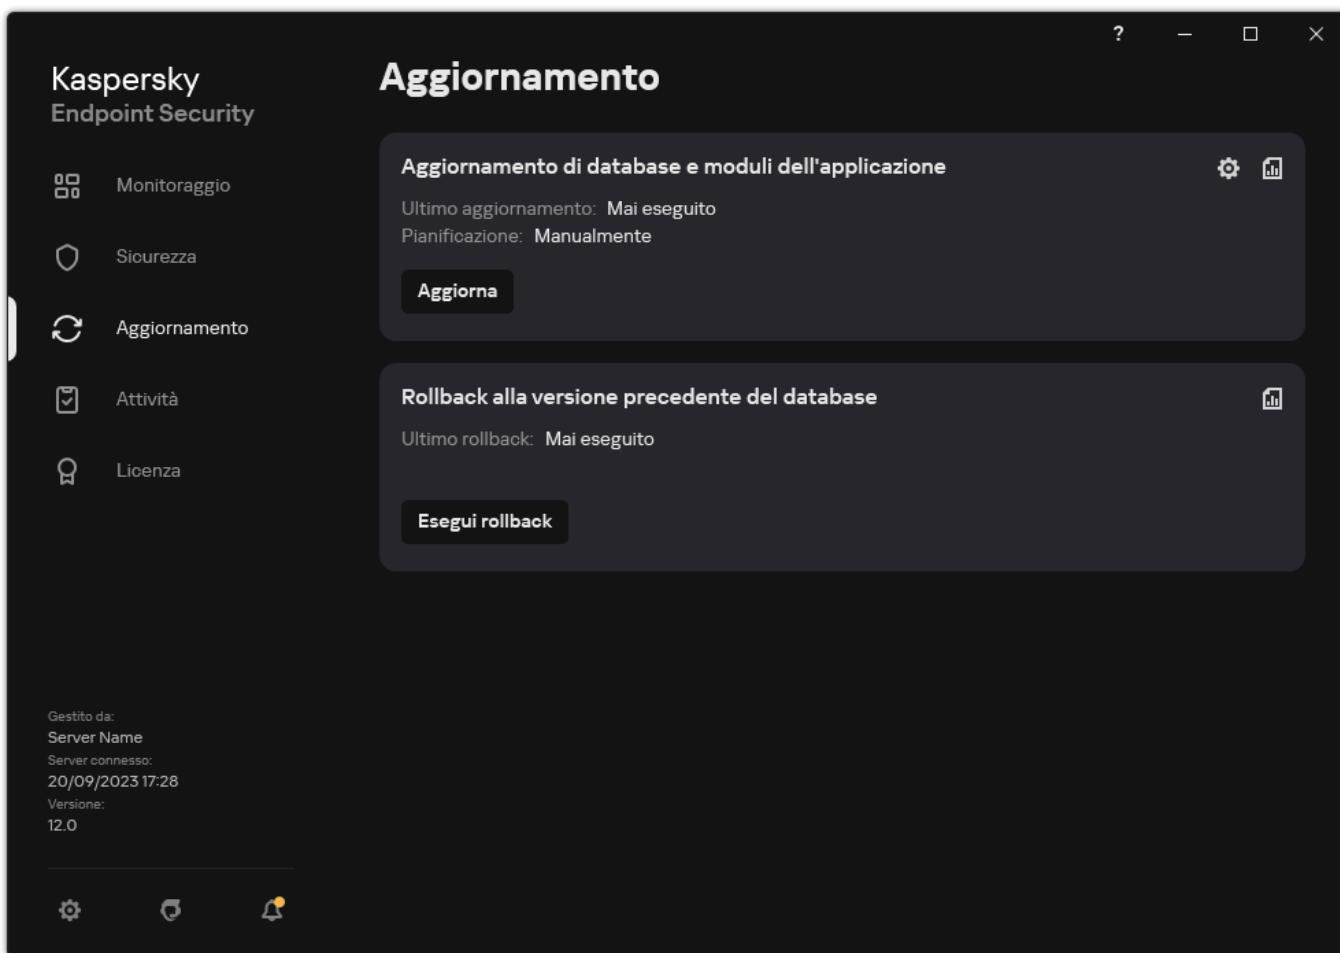 ?
Kaspersky
Endpoint Security
Monitoraggio
Sicurezza
Aggiornamento
Attività
Licenza
Gestito da:
Server Name
Server connesso:
20/09/2023 17:28
Versione:
12.0
Aggiornamento
Aggiornamento di database e moduli dell'applicazione
Ultimo aggiornamento: Mai eseguito
Pianificazione: Manualmente
Aggiorna
Rollback alla versione precedente del database
Ultimo rollback: Mai eseguito
Esegui rollback